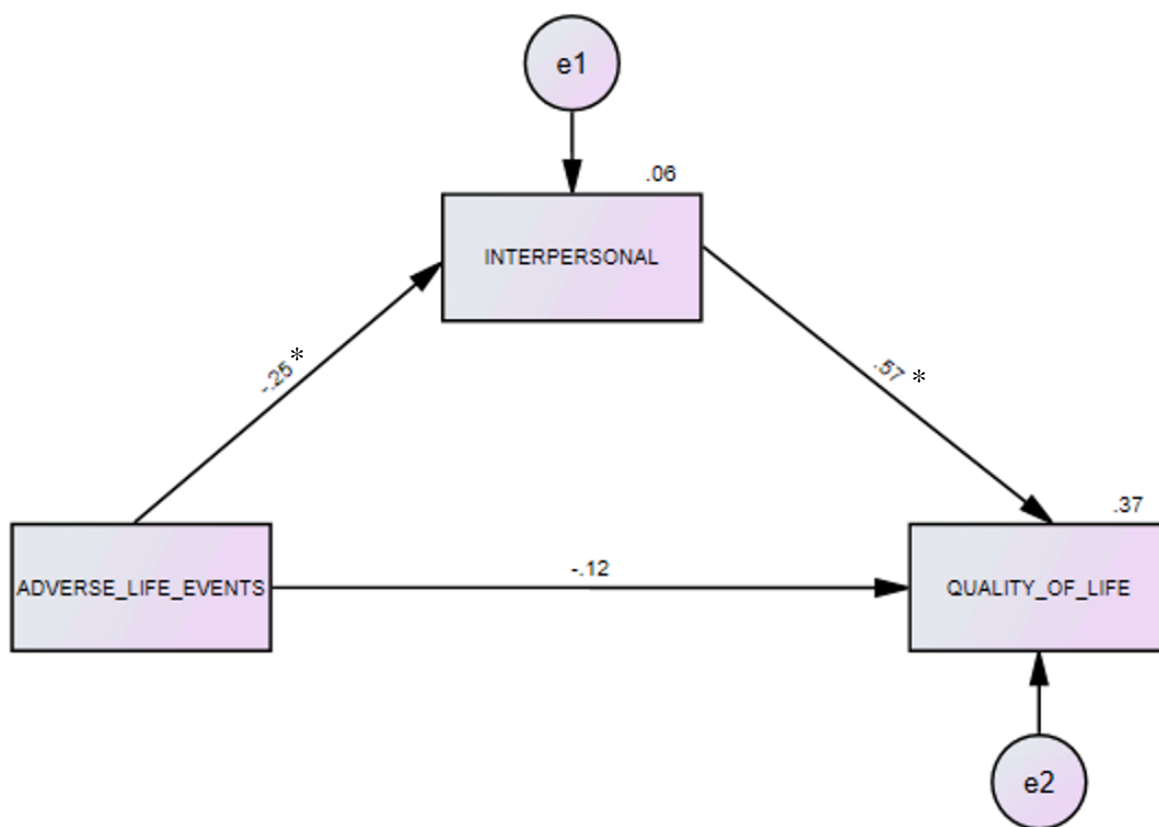 e1
.06
INTERPERSONAL
-.25*
.57 *
.37
ADVERSE_LIFE_EVENTS
-.12
QUALITY_OF_LIFE
e2